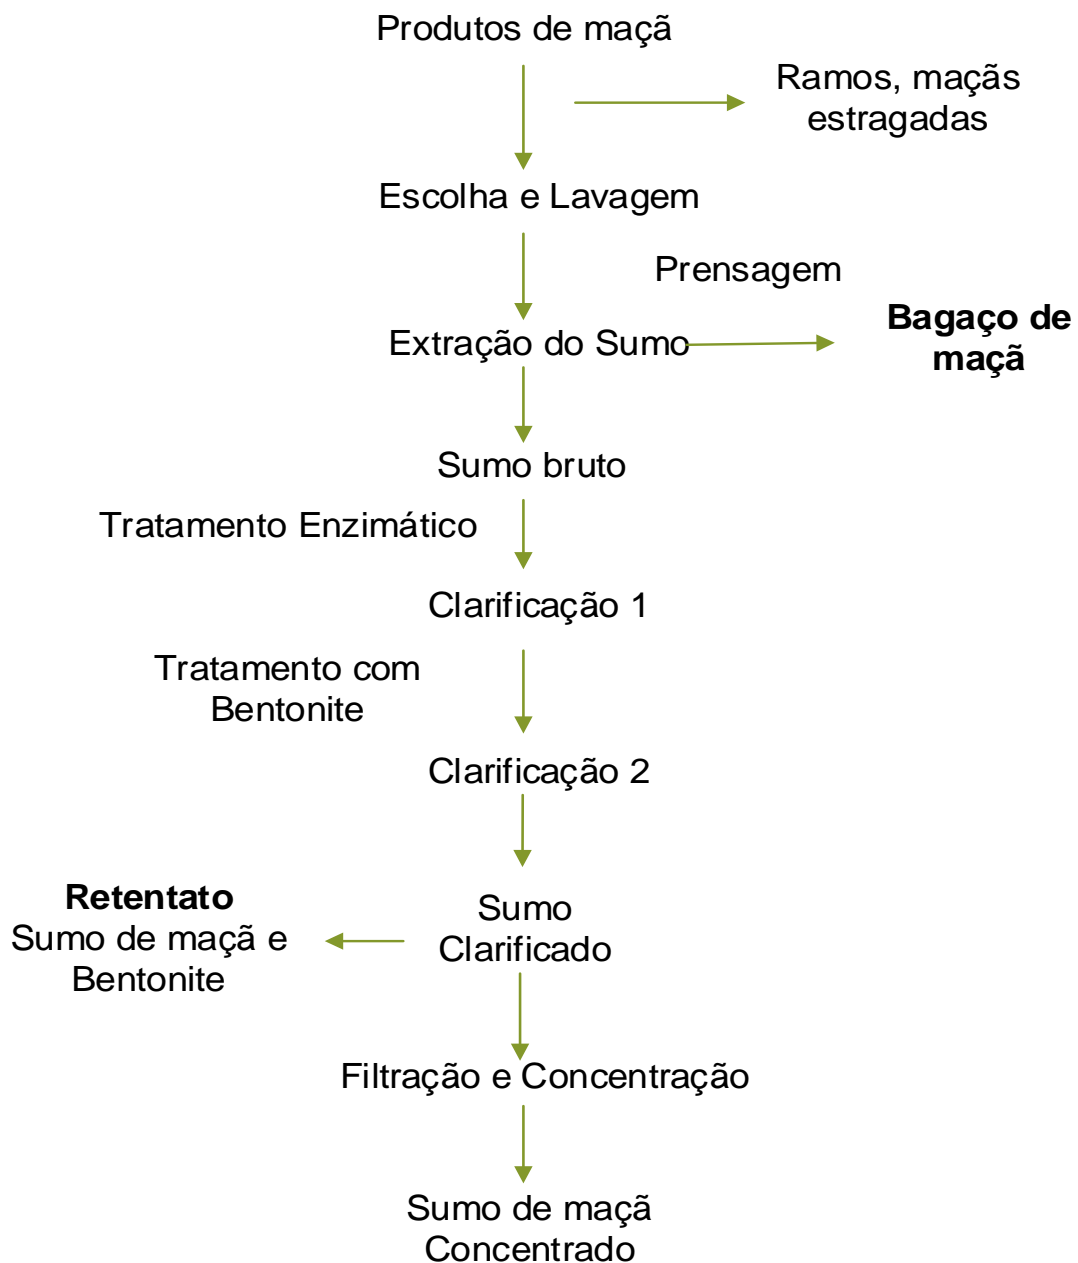 Produtos de maçã
Ramos, maçãs
estragadas
Escolha e Lavagem
Prensagem
Extração do Sumo
Bagaço de
maçã
Sumo bruto
Tratamento Enzimático
Clarificação 1
Tratamento com
Bentonite
Clarificação 2
Retentato
Sumo de maçã e
Bentonite
Sumo
Clarificado
Filtração e Concentração
Sumo de maçã
Concentrado